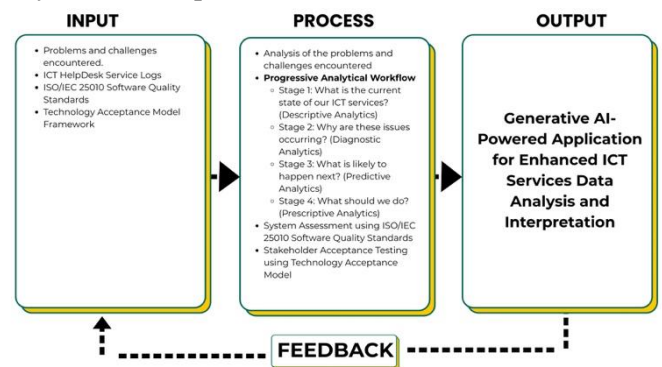 INPUT
PROCESS
OUTPUT
Problems and challenges
encountered.
ICT HelpDesk Service Logs
ISO/IEC 25010 Software Quality
Standards
Technology Acceptance Model
Framework
Analysis of the problems and
challenges encountered
Progressive Analytical Workflow
Stage 1: What is the current
state of our ICT services?
(Descriptive Analytics)
Stage 2: Why are these issues
occurring? (Diagnostic
Analytics)
Stage 3: What is likely to
happen next? (Predictive
Analytics)
Stage 4: What should we do?
(Prescriptive Analytics)
System Assessment using ISO/IEC
25010 Software Quality Standards
Stakeholder Acceptance Testing
using Technology Acceptance
Model
Generative AI-
Powered Application
for Enhanced ICT
Services Data
Analysis and
Interpretation
FEEDBACK